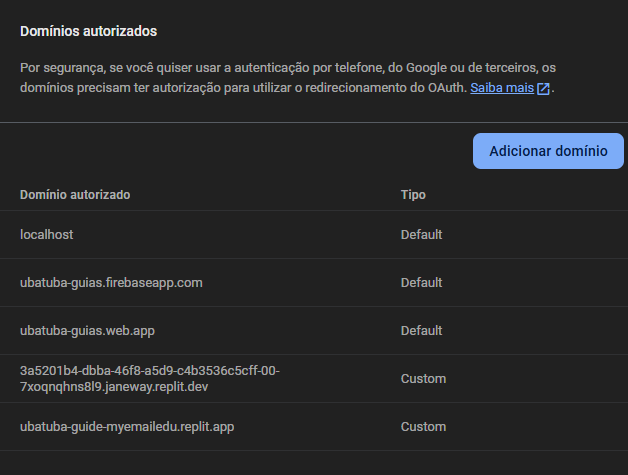 Domínios autorizados
Por segurança, se você quiser usar a autenticação por telefone, do Google ou de terceiros, os
domínios precisam ter autorização para utilizar o redirecionamento do OAuth. Saiba mais.
Adicionar domínio
Domínio autorizado Tipo
localhost Default
ubatuba-guias.firebaseapp.com Default
ubatuba-guias.web.app Default
3a5201b4-dbba-46f8-a5d9-c4b3536c5cff-00-
7xoqnqhns8l9.janeway.replit.dev Custom
ubatuba-guide-myemailedu.replit.app Custom